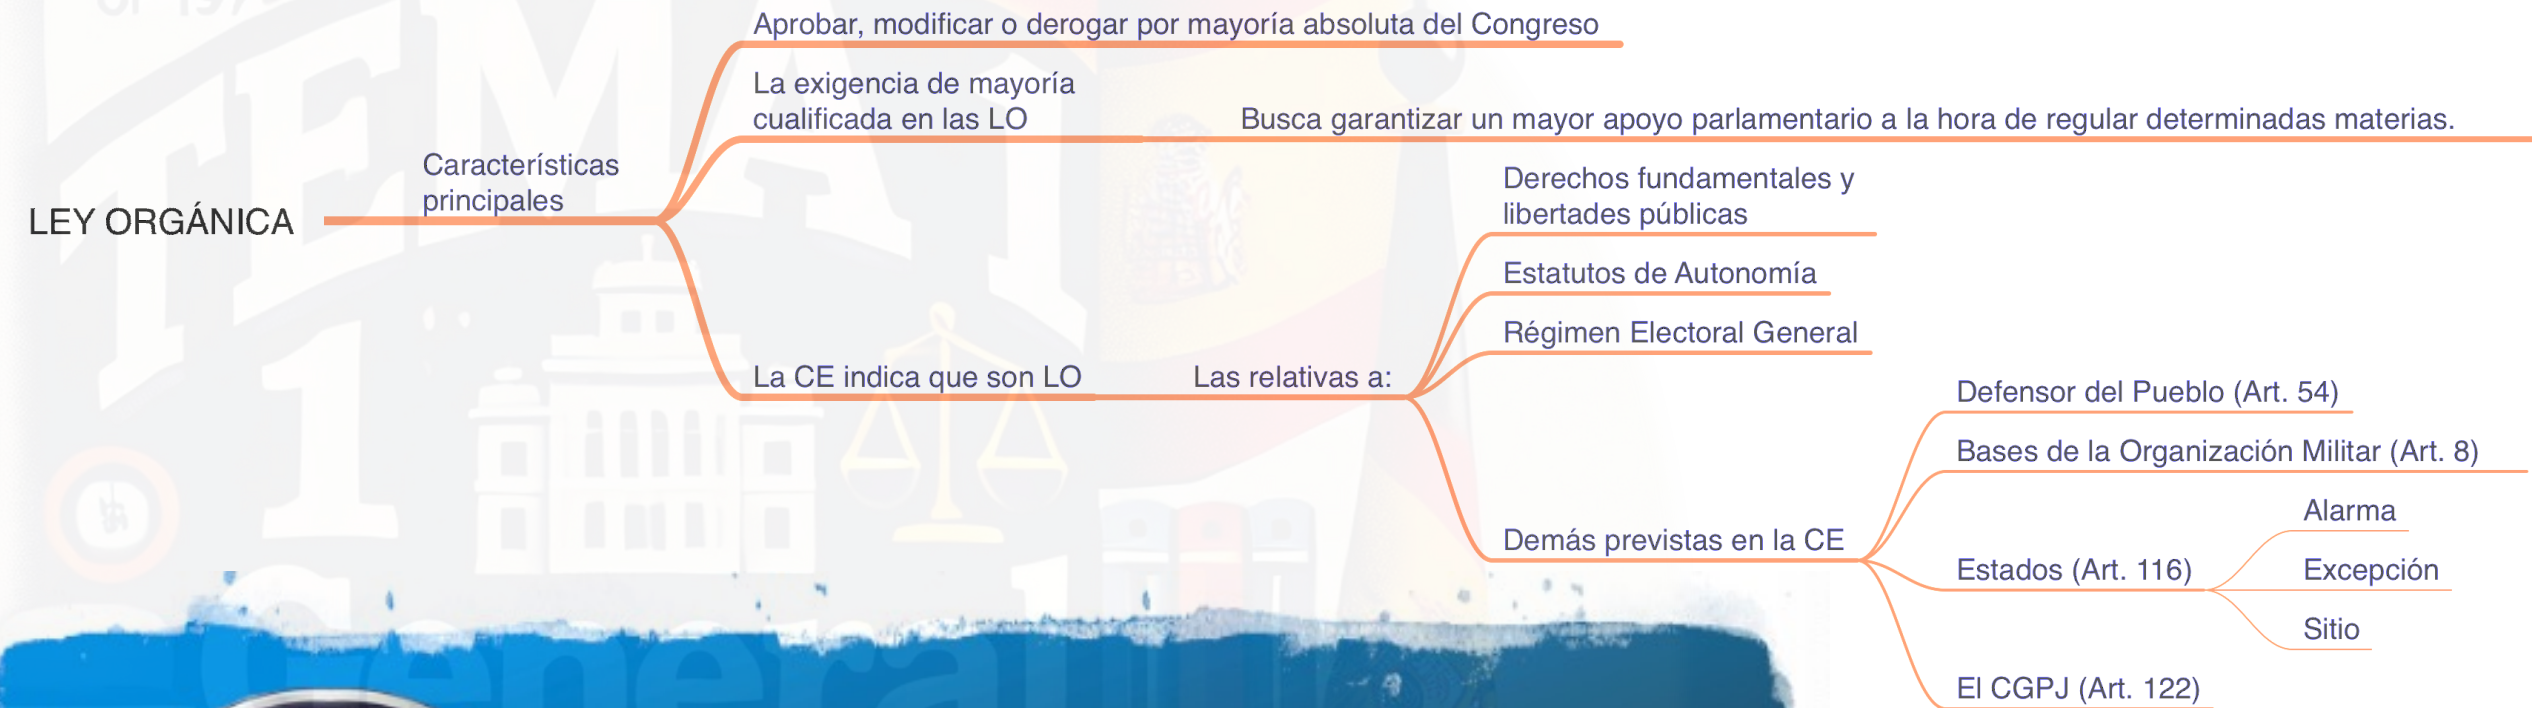 LEY ORGÁNICA
Características
principales
Aprobar, modificar o derogar por mayoría absoluta del Congreso
La exigencia de mayoría
cualificada en las LO
Busca garantizar un mayor apoyo parlamentario a la hora de regular determinadas materias.
La CE indica que son LO
Las relativas a:
Derechos fundamentales y
libertades públicas
Estatutos de Autonomía
Régimen Electoral General
Demás previstas en la CE
Defensor del Pueblo (Art. 54)
Bases de la Organización Militar (Art. 8)
Estados (Art. 116)
Alarma
Excepción
Sitio
El CGPJ (Art. 122)
TEMA 1
1
General